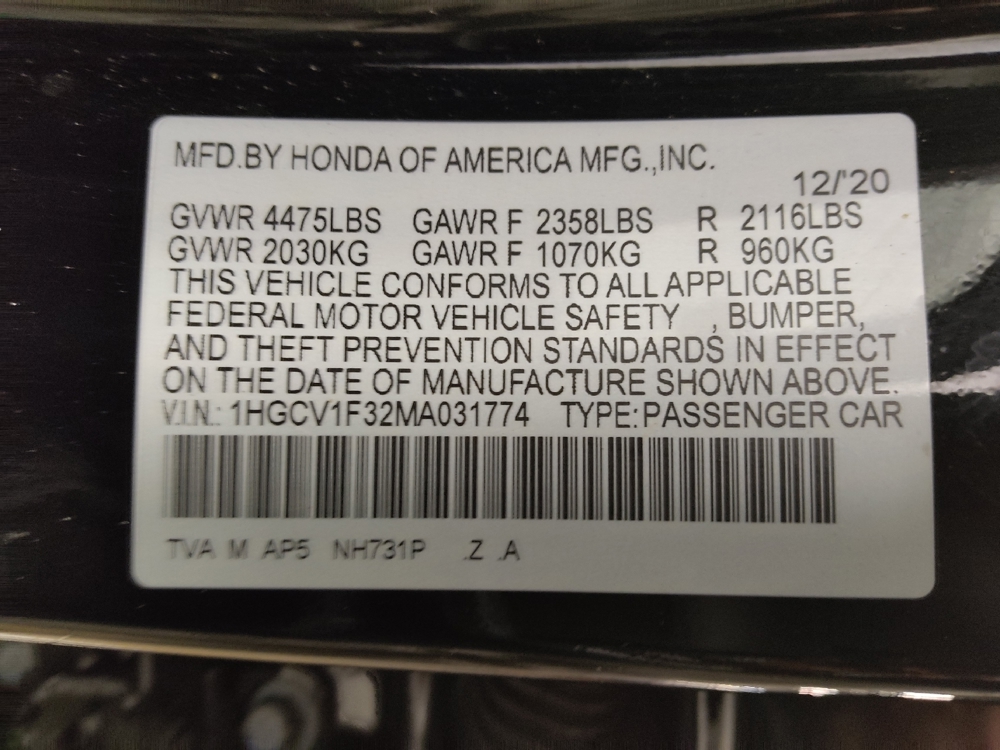 MFD.BY HONDA OF AMERICA MFG.,INC.
12/'20
GVWR 4475LBS GAWR F 2358LBS R 2116LBS
GVWR 2030KG GAWR F 1070KG R 960KG
THIS VEHICLE CONFORMS TO ALL APPLICABLE
FEDERAL MOTOR VEHICLE SAFETY , BUMPER,
AND THEFT PREVENTION STANDARDS IN EFFECT
ON THE DATE OF MANUFACTURE SHOWN ABOVE.
V.I.N.: 1HGCV1F32MA031774 TYPE:PASSENGER CAR
TVA M AP5 NH731P .Z .A